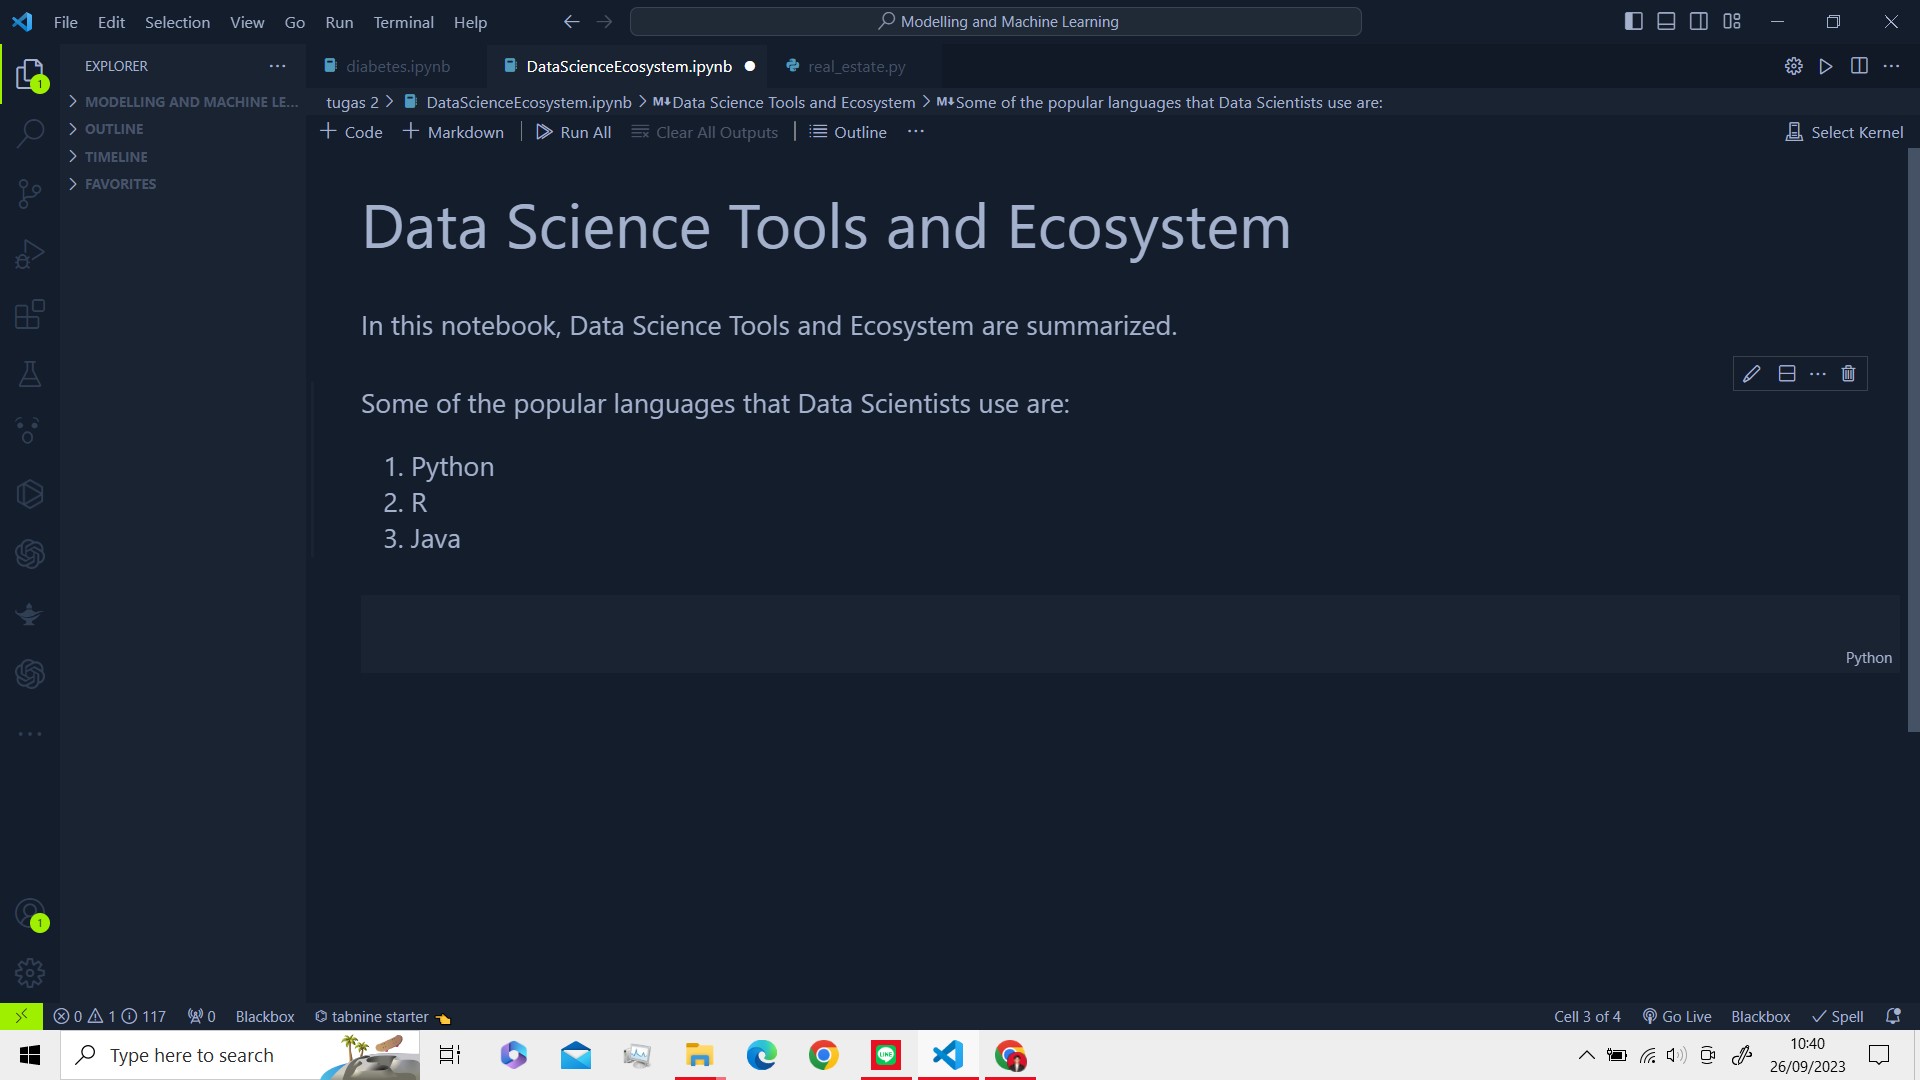 File Edit Selection View Go Run Terminal Help
Modelling and Machine Learning
EXPLORER
1
MODELLING AND MACHINE LE...
OUTLINE
TIMELINE
FAVORITES
diabetes.ipynb
DataScienceEcosystem.ipynb
real_estate.py
tugas 2 > DataScienceEcosystem.ipynb > M↓Data Science Tools and Ecosystem > M↓Some of the popular languages that Data Scientists use are:
+ Code + Markdown Run All Clear All Outputs Outline ...
Select Kernel
Data Science Tools and Ecosystem
In this notebook, Data Science Tools and Ecosystem are summarized.
Some of the popular languages that Data Scientists use are:
1. Python
2. R
3. Java
Python
1
0 1 117 0 Blackbox tabnine starter
Cell 3 of 4 Go Live Blackbox Spell
Type here to search
LINE
10:40
26/09/2023